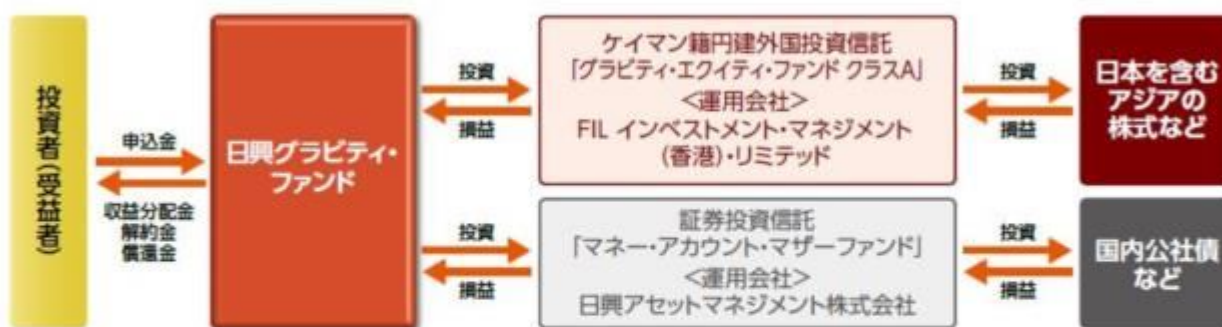 投資者(受益者)
申込金
収益分配金
解約金
償還金
日興グラビティ・
ファンド
投資
損益
ケイマン籍円建外国投資信託
「グラビティ・エクイティ・ファンド クラスA」
<運用会社>
FIL インベストメント・マネジメント
(香港)・リミテッド
投資
損益
日本を含む
アジアの
株式など
投資
損益
証券投資信託
「マネー・アカウント・マザーファンド」
<運用会社>
日興アセットマネジメント株式会社
投資
損益
国内公社債
など